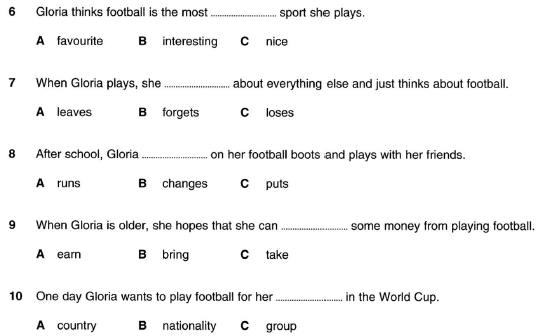 6 Gloria thinks football is the most .............................. sport she plays.
A favourite B interesting C nice
7 When Gloria plays, she .............................. about everything else and just thinks about football.
A leaves B forgets C loses
8 After school, Gloria .............................. on her football boots and plays with her friends.
A runs B changes C puts
9 When Gloria is older, she hopes that she can .............................. some money from playing football.
A earn B bring C take
10 One day Gloria wants to play football for her .............................. in the World Cup.
A country B nationality C group